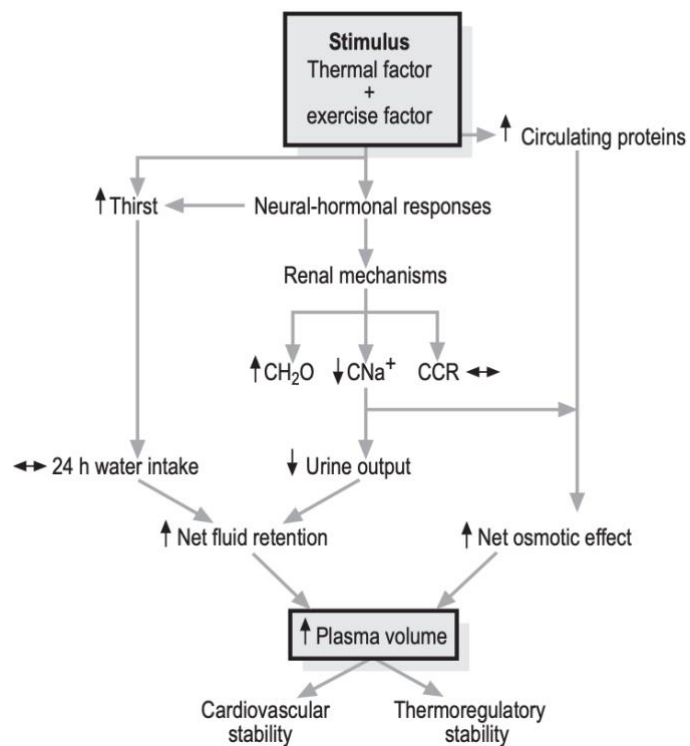 Stimulus
Thermal factor
+
exercise factor
↑ Circulating proteins
↑ Thirst
Neural-hormonal responses
Renal mechanisms
↑ CH₂O
↓ CNa⁺
CCR ↔
↔ 24 h water intake
↓ Urine output
↑ Net fluid retention
↑ Net osmotic effect
↑ Plasma volume
Cardiovascular
stability
Thermoregulatory
stability